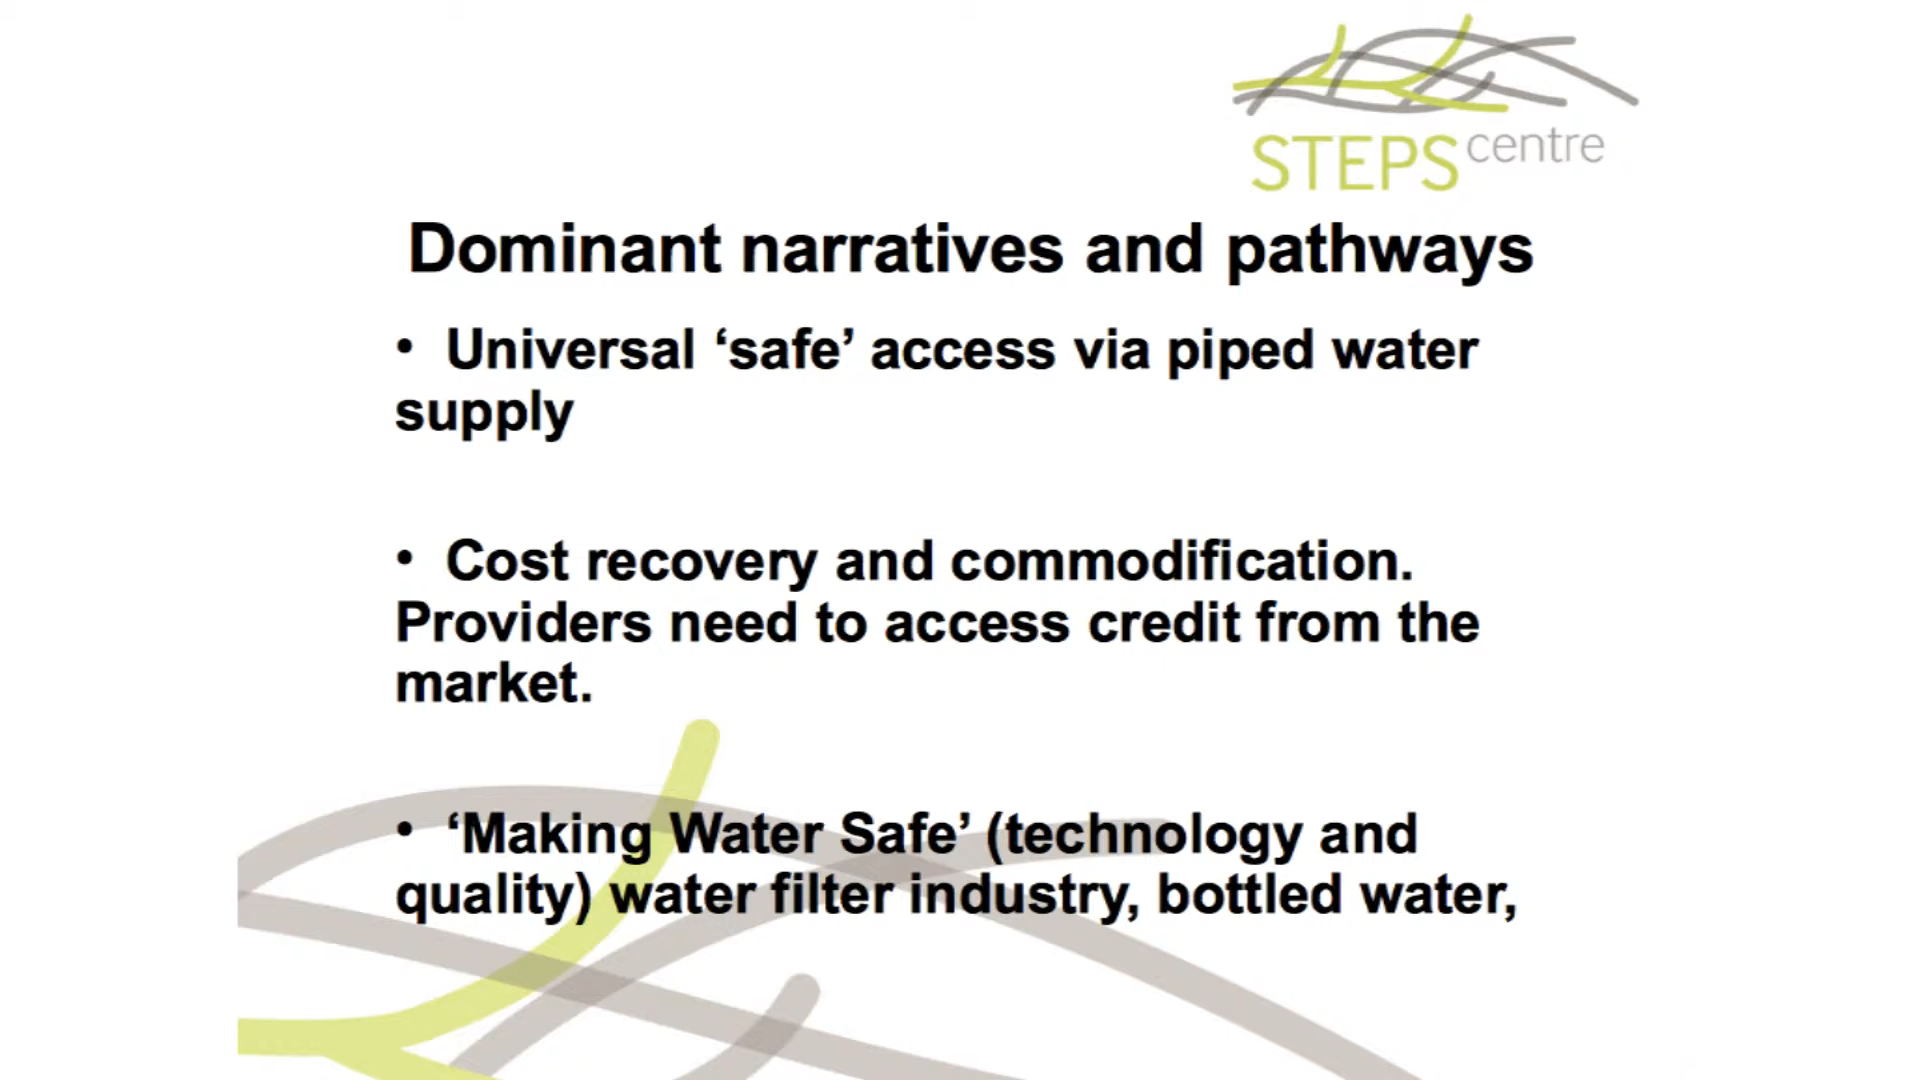 STEPS centre
Dominant narratives and pathways
• Universal ‘safe’ access via piped water
supply
• Cost recovery and commodification.
Providers need to access credit from the
market.
• ‘Making Water Safe’ (technology and
quality) water filter industry, bottled water,